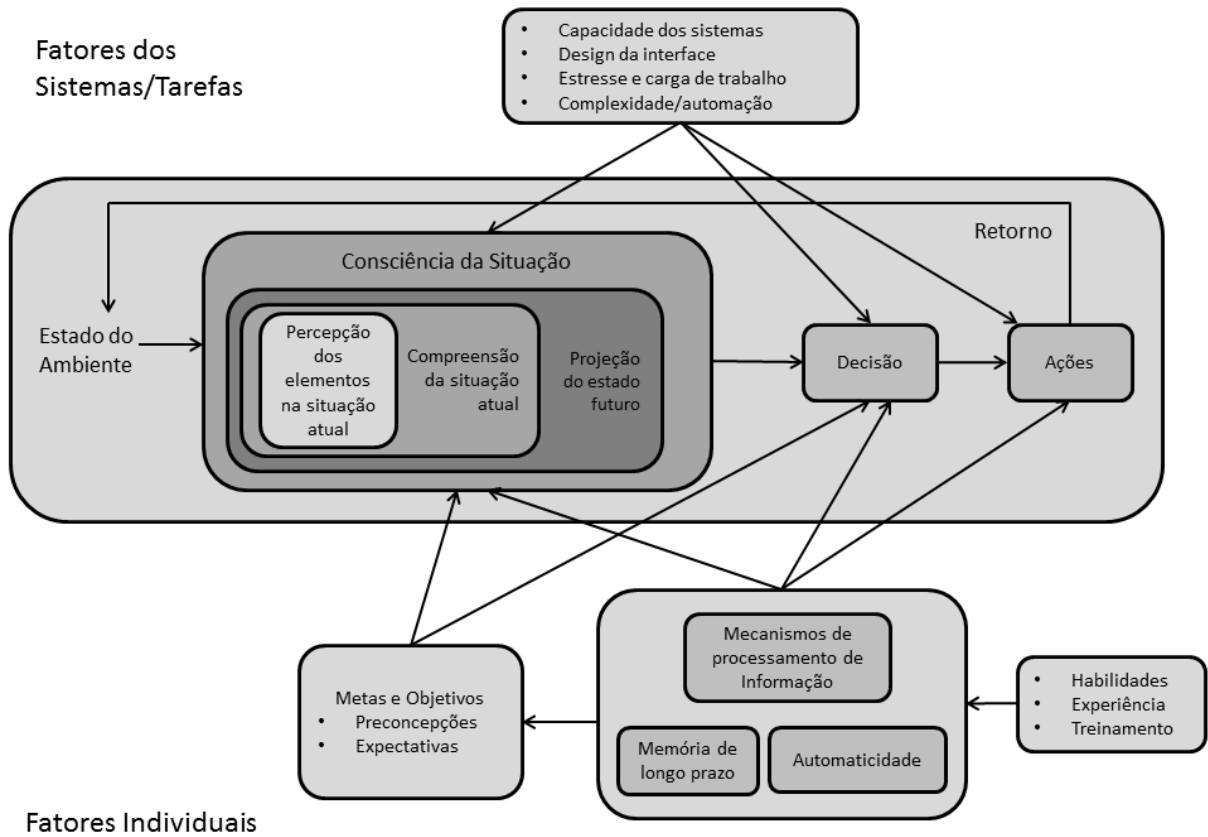 Fatores dos
Sistemas/Tarefas
• Capacidade dos sistemas
• Design da interface
• Estresse e carga de trabalho
• Complexidade/automação
Retorno
Consciência da Situação
Estado do
Ambiente
Percepção
dos
elementos
na situação
atual
Compreensão
da situação
atual
Projeção
do estado
futuro
Decisão
Ações
Mecanismos de
processamento de
Informação
Memória de
longo prazo
Automaticidade
Metas e Objetivos
• Preconcepções
• Expectativas
• Habilidades
• Experiência
• Treinamento
Fatores Individuais